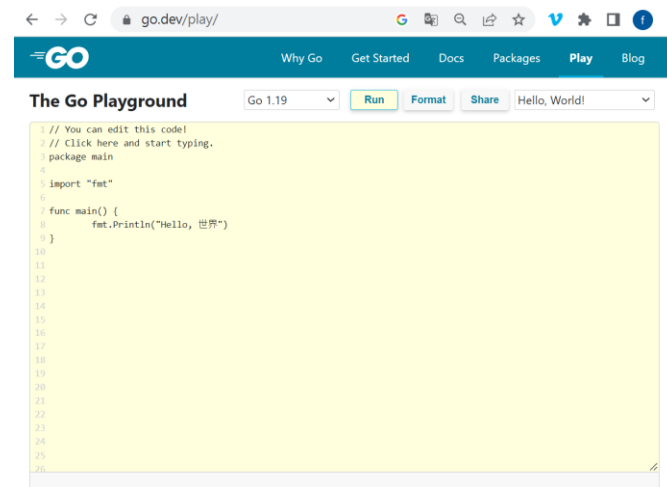 go.dev/play/
GO
Why Go
Get Started
Docs
Packages
Play
Blog
The Go Playground
Go 1.19
Run
Format
Share
Hello, World!
1 // You can edit this code!
2 // Click here and start typing.
3 package main
4
5 import "fmt"
6
7 func main() {
8 fmt.Println("Hello, 世界")
9 }
10
11
12
13
14
15
16
17
18
19
20
21
22
23
24
25
26